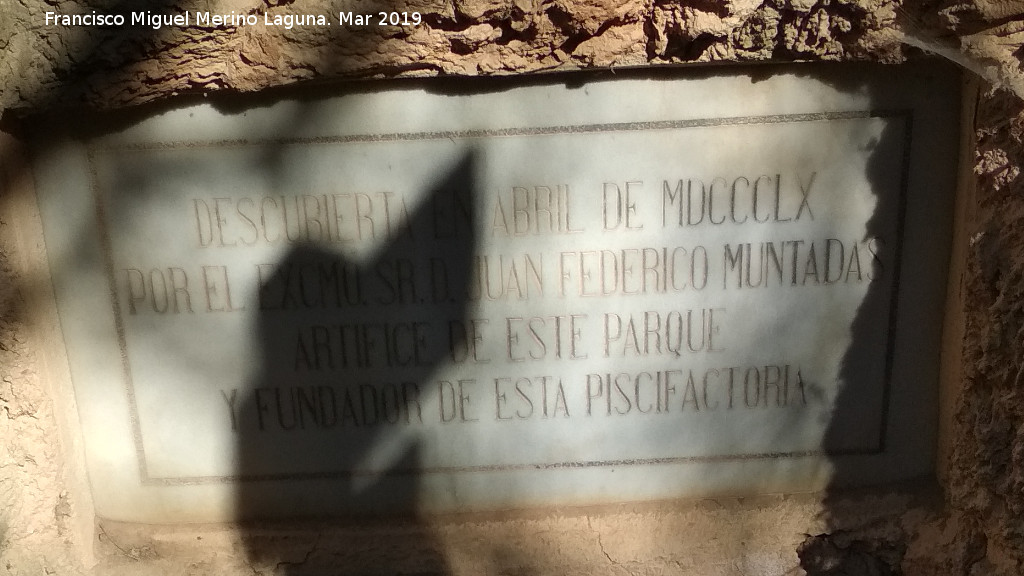 Francisco Miguel Merino Laguna. Mar 2019
DESCUBIERTA EN ABRIL DE MDCCCLX
POR EL EXCMO. SR. D. JUAN FEDERICO MUNTADAS
ARTIFICE DE ESTE PARQUE
Y FUNDADOR DE ESTA PISCIFACTORIA